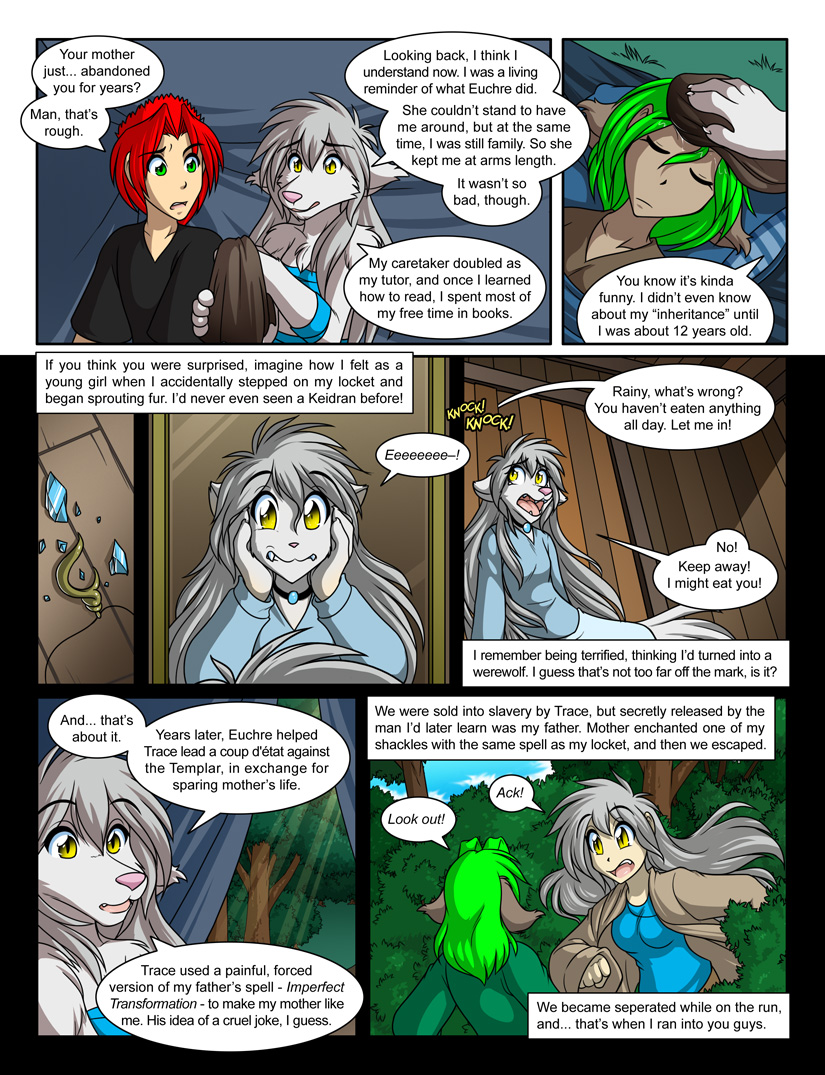 Your mother
just... abandoned
you for years?
Man, that's
rough.
Looking back, I think I
understand now. I was a living
reminder of what Euchre did.
She couldn't stand to have
me around, but at the same
time, I was still family. So she
kept me at arms length.
It wasn't so
bad, though.
My caretaker doubled as
my tutor, and once I learned
how to read, I spent most of
my free time in books.
You know it's kinda
funny. I didn't even know
about my "inheritance" until
I was about 12 years old.
If you think you were surprised, imagine how I felt as a
young girl when I accidentally stepped on my locket and
began sprouting fur. I'd never even seen a Keidran before!
Eeeeeeee–!
KNOCK!
KNOCK!
Rainy, what's wrong?
You haven't eaten anything
all day. Let me in!
No!
Keep away!
I might eat you!
I remember being terrified, thinking I'd turned into a
werewolf. I guess that's not too far off the mark, is it?
And... that's
about it.
Years later, Euchre helped
Trace lead a coup d'état against
the Templar, in exchange for
sparing mother's life.
Trace used a painful, forced
version of my father's spell - Imperfect
Transformation - to make my mother like
me. His idea of a cruel joke, I guess.
We were sold into slavery by Trace, but secretly released by the
man I'd later learn was my father. Mother enchanted one of my
shackles with the same spell as my locket, and then we escaped.
Look out!
Ack!
We became seperated while on the run,
and... that's when I ran into you guys.